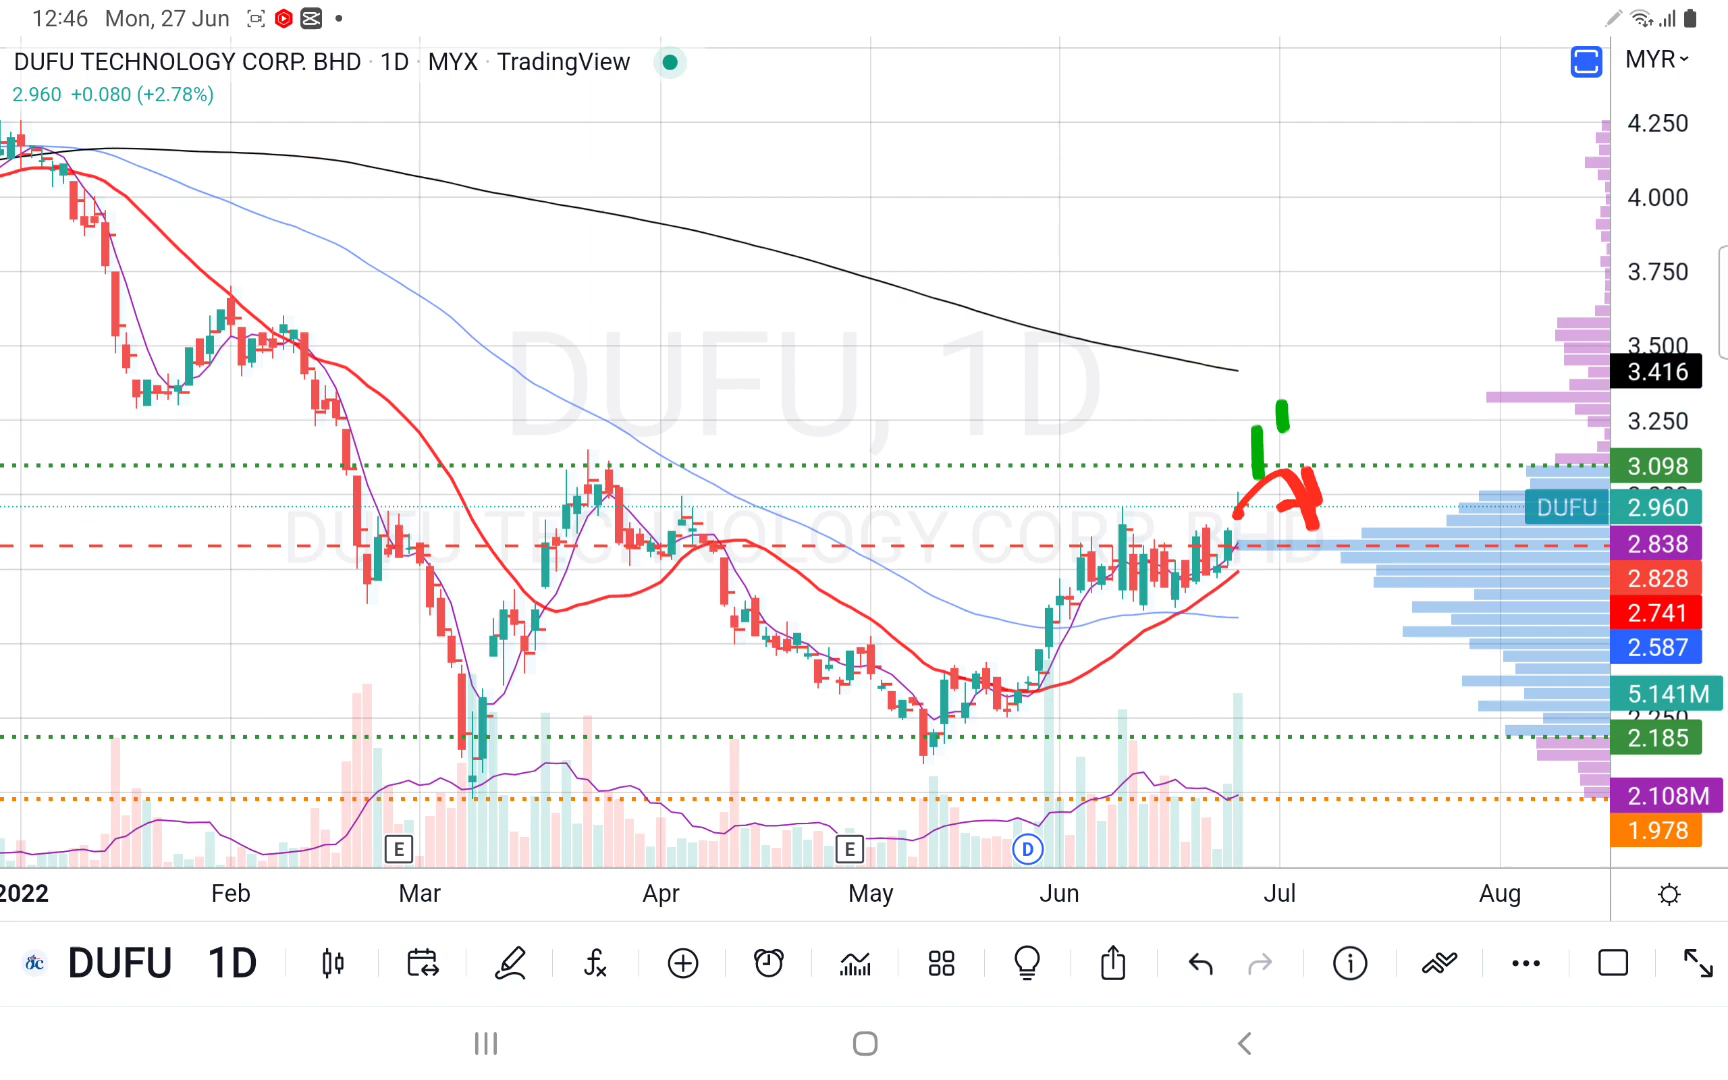 12:46 Mon, 27 Jun
DUFU TECHNOLOGY CORP. BHD · 1D · MYX · TradingView
MYR
2.960 +0.080 (+2.78%)
4.250
4.000
3.750
3.500
3.416
3.250
3.098
DUFU 2.960
2.838
2.828
2.741
2.587
5.141M
2.250
2.185
2.108M
1.978
DUFU, 1D
DUFU TECHNOLOGY CORP. BHD
E E D
2022 Feb Mar Apr May Jun Jul Aug
DUFU 1D